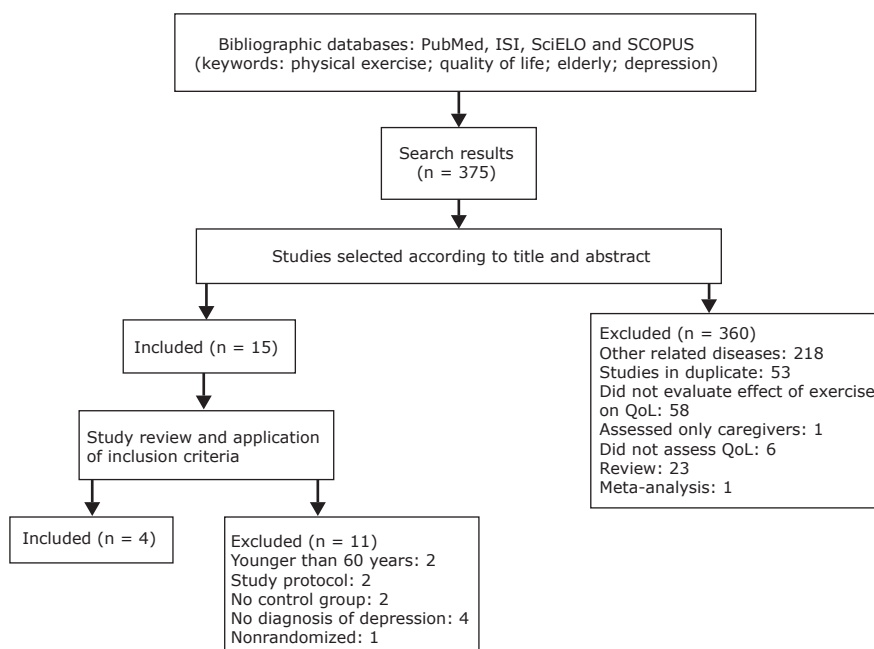 Bibliographic databases: PubMed, ISI, SciELO and SCOPUS
(keywords: physical exercise; quality of life; elderly; depression)
Search results
(n = 375)
Studies selected according to title and abstract
Included (n = 15)
Excluded (n = 360)
Other related diseases: 218
Studies in duplicate: 53
Did not evaluate effect of exercise
on QoL: 58
Assessed only caregivers: 1
Did not assess QoL: 6
Review: 23
Meta-analysis: 1
Study review and application
of inclusion criteria
Included (n = 4)
Excluded (n = 11)
Younger than 60 years: 2
Study protocol: 2
No control group: 2
No diagnosis of depression: 4
Nonrandomized: 1